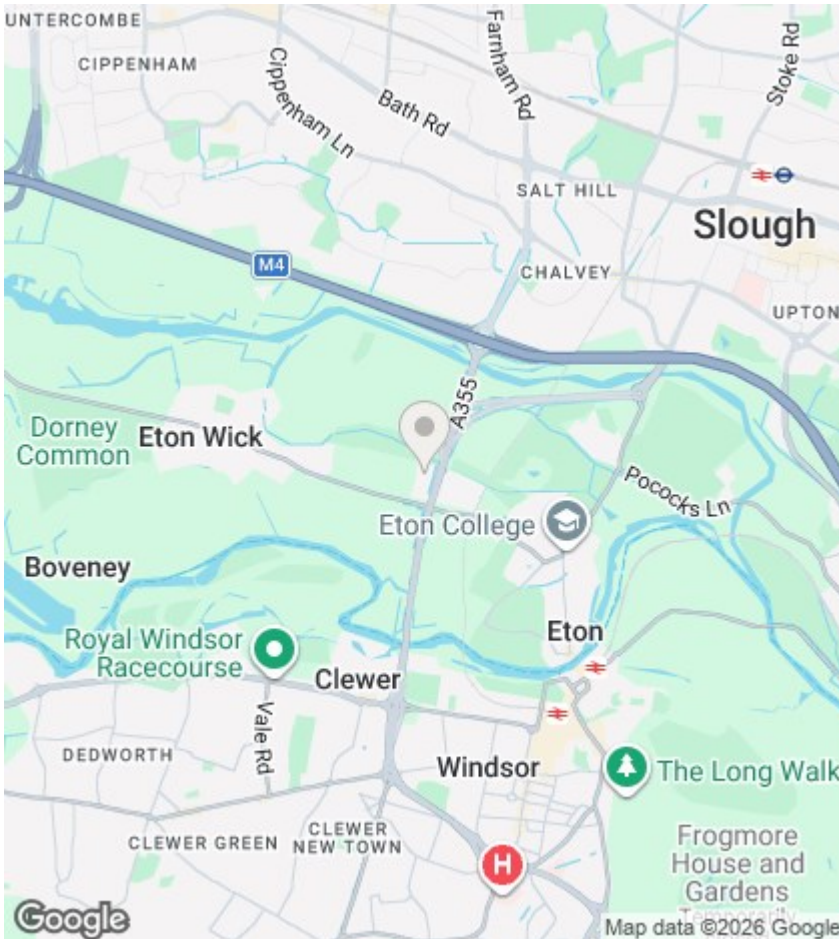 UNTERCOMBE
CIPPENHAM
Cippenham Ln
Bath Rd
Farnham Rd
Stoke Rd
SALT HILL
Slough
M4
CHALVEY
UPTON
A355
Dorney
Common
Eton Wick
Pococks Ln
Eton College
Boveney
Eton
Royal Windsor
Racecourse
Clewer
Vale Rd
DEDWORTH
Windsor
The Long Walk
CLEWER GREEN
CLEWER
NEW TOWN
H
Frogmore
House and
Gardens
Temporarily
Google
Map data ©2026 Google